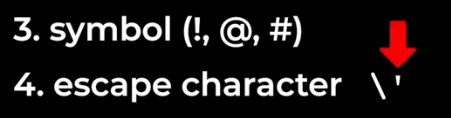 3. symbol (!, @, #)
4. escape character \'